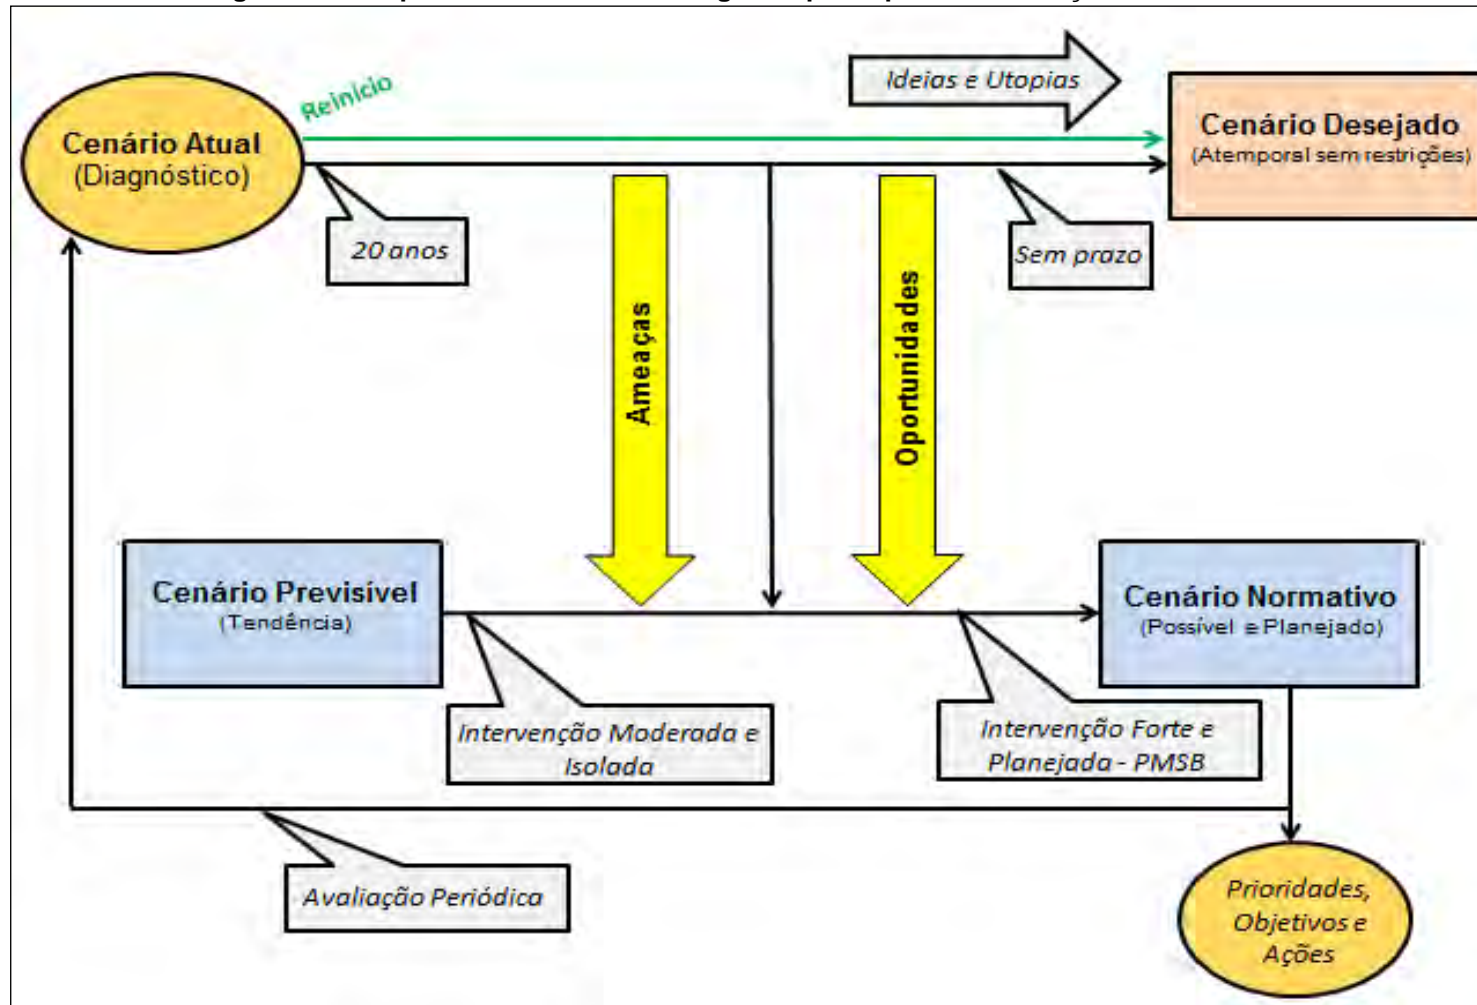 Reinício
Ideias e Utopias
Cenário Atual
(Diagnóstico)
Cenário Desejado
(Atemporal sem restrições)
20 anos
Sem prazo
Ameaças
Oportunidades
Cenário Previsível
(Tendência)
Cenário Normativo
(Possível e Planejado)
Intervenção Moderada e
Isolada
Intervenção Forte e
Planejada - PMSB
Avaliação Periódica
Prioridades,
Objetivos e
Ações